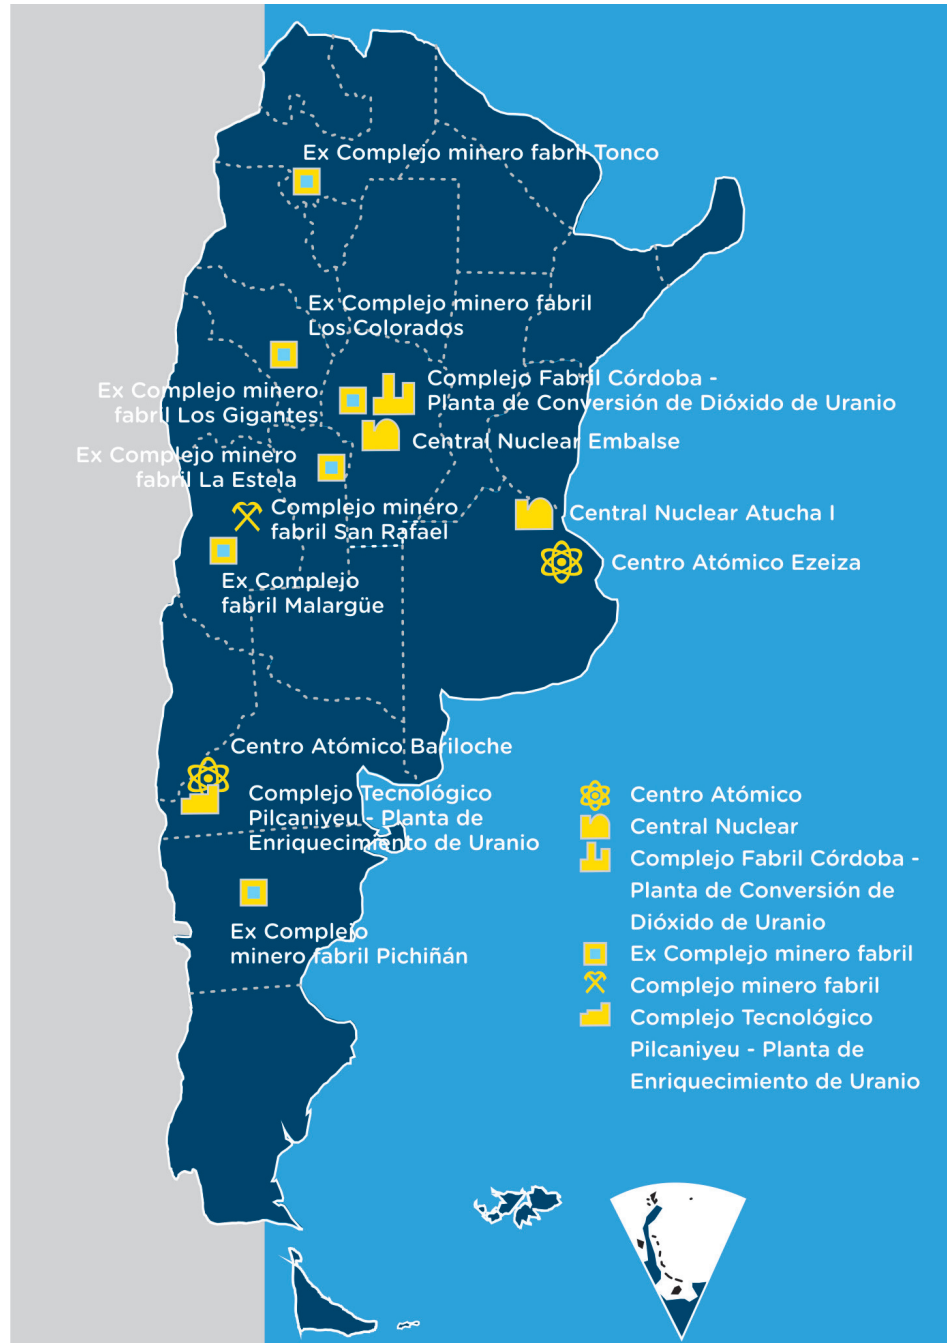 Ex Complejo minero fabril Tonco
Ex Complejo minero fabril
Los Colorados
Ex Complejo minero
fabril Los Gigantes
Complejo Fabril Córdoba -
Planta de Conversión de Dióxido de Uranio
Central Nuclear Embalse
Ex Complejo minero
fabril La Estela
Complejo minero
fabril San Rafael
Central Nuclear Atucha I
Centro Atómico Ezeiza
Ex Complejo
fabril Malargüe
Centro Atómico Bariloche
Complejo Tecnológico
Pilcaniyeu - Planta de
Enriquecimiento de Uranio
Ex Complejo
minero fabril Pichiñán
Centro Atómico
Central Nuclear
Complejo Fabril Córdoba -
Planta de Conversión de
Dióxido de Uranio
Ex Complejo minero fabril
Complejo minero fabril
Complejo Tecnológico
Pilcaniyeu - Planta de
Enriquecimiento de Uranio